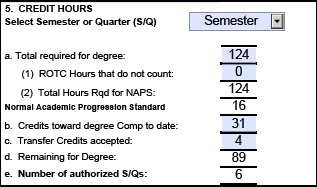 5. CREDIT HOURS
Select Semester or Quarter (S/Q) Semester
a. Total required for degree: 124
(1) ROTC Hours that do not count: 0
(2) Total Hours Rqd for NAPS: 124
Normal Academic Progression Standard 16
b. Credits toward degree Comp to date: 31
c. Transfer Credits accepted: 4
d. Remaining for Degree: 89
e. Number of authorized S/Qs: 6